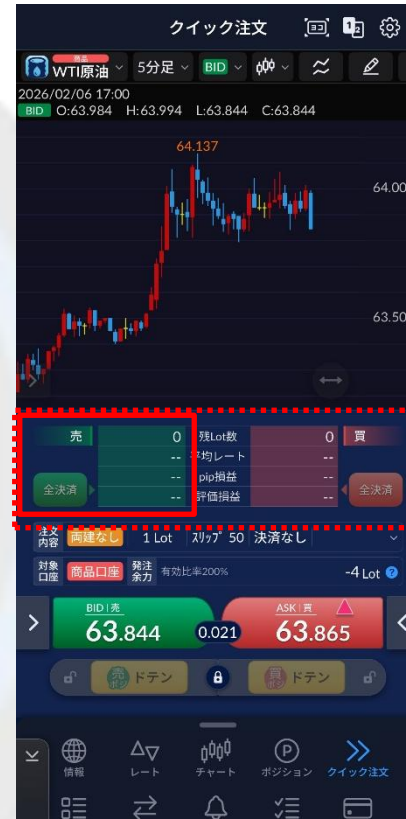 クイック注文
商品
WTI原油 5分足 BID
2026/02/06 17:00
BID O:63.984 H:63.994 L:63.844 C:63.844
64.137
64.00
63.50
売 0 残Lot数 0 買
-- 平均レート --
-- pip損益 --
全決済 -- 評価損益 -- 全決済
注文内容 両建なし 1 Lot ｽﾘｯﾌﾟ 50 決済なし
対象口座 商品口座 発注余力 有効比率200% -4 Lot ?
BID | 売 ASK | 買
63.844 0.021 63.865
売ポジ ドテン 買ポジ ドテン
情報 レート チャート P ポジション クイック注文